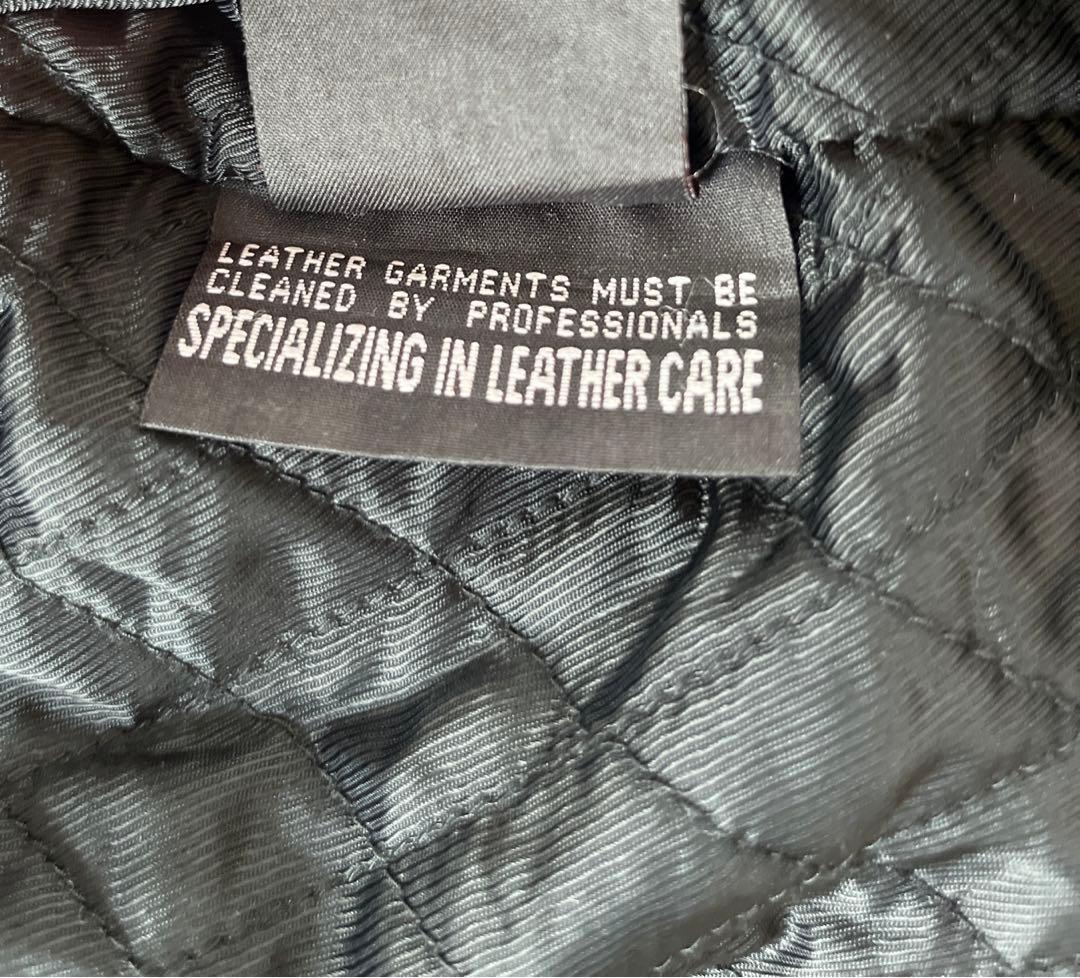 LEATHER GARMENTS MUST BE
CLEANED BY PROFESSIONALS
SPECIALIZING IN LEATHER CARE